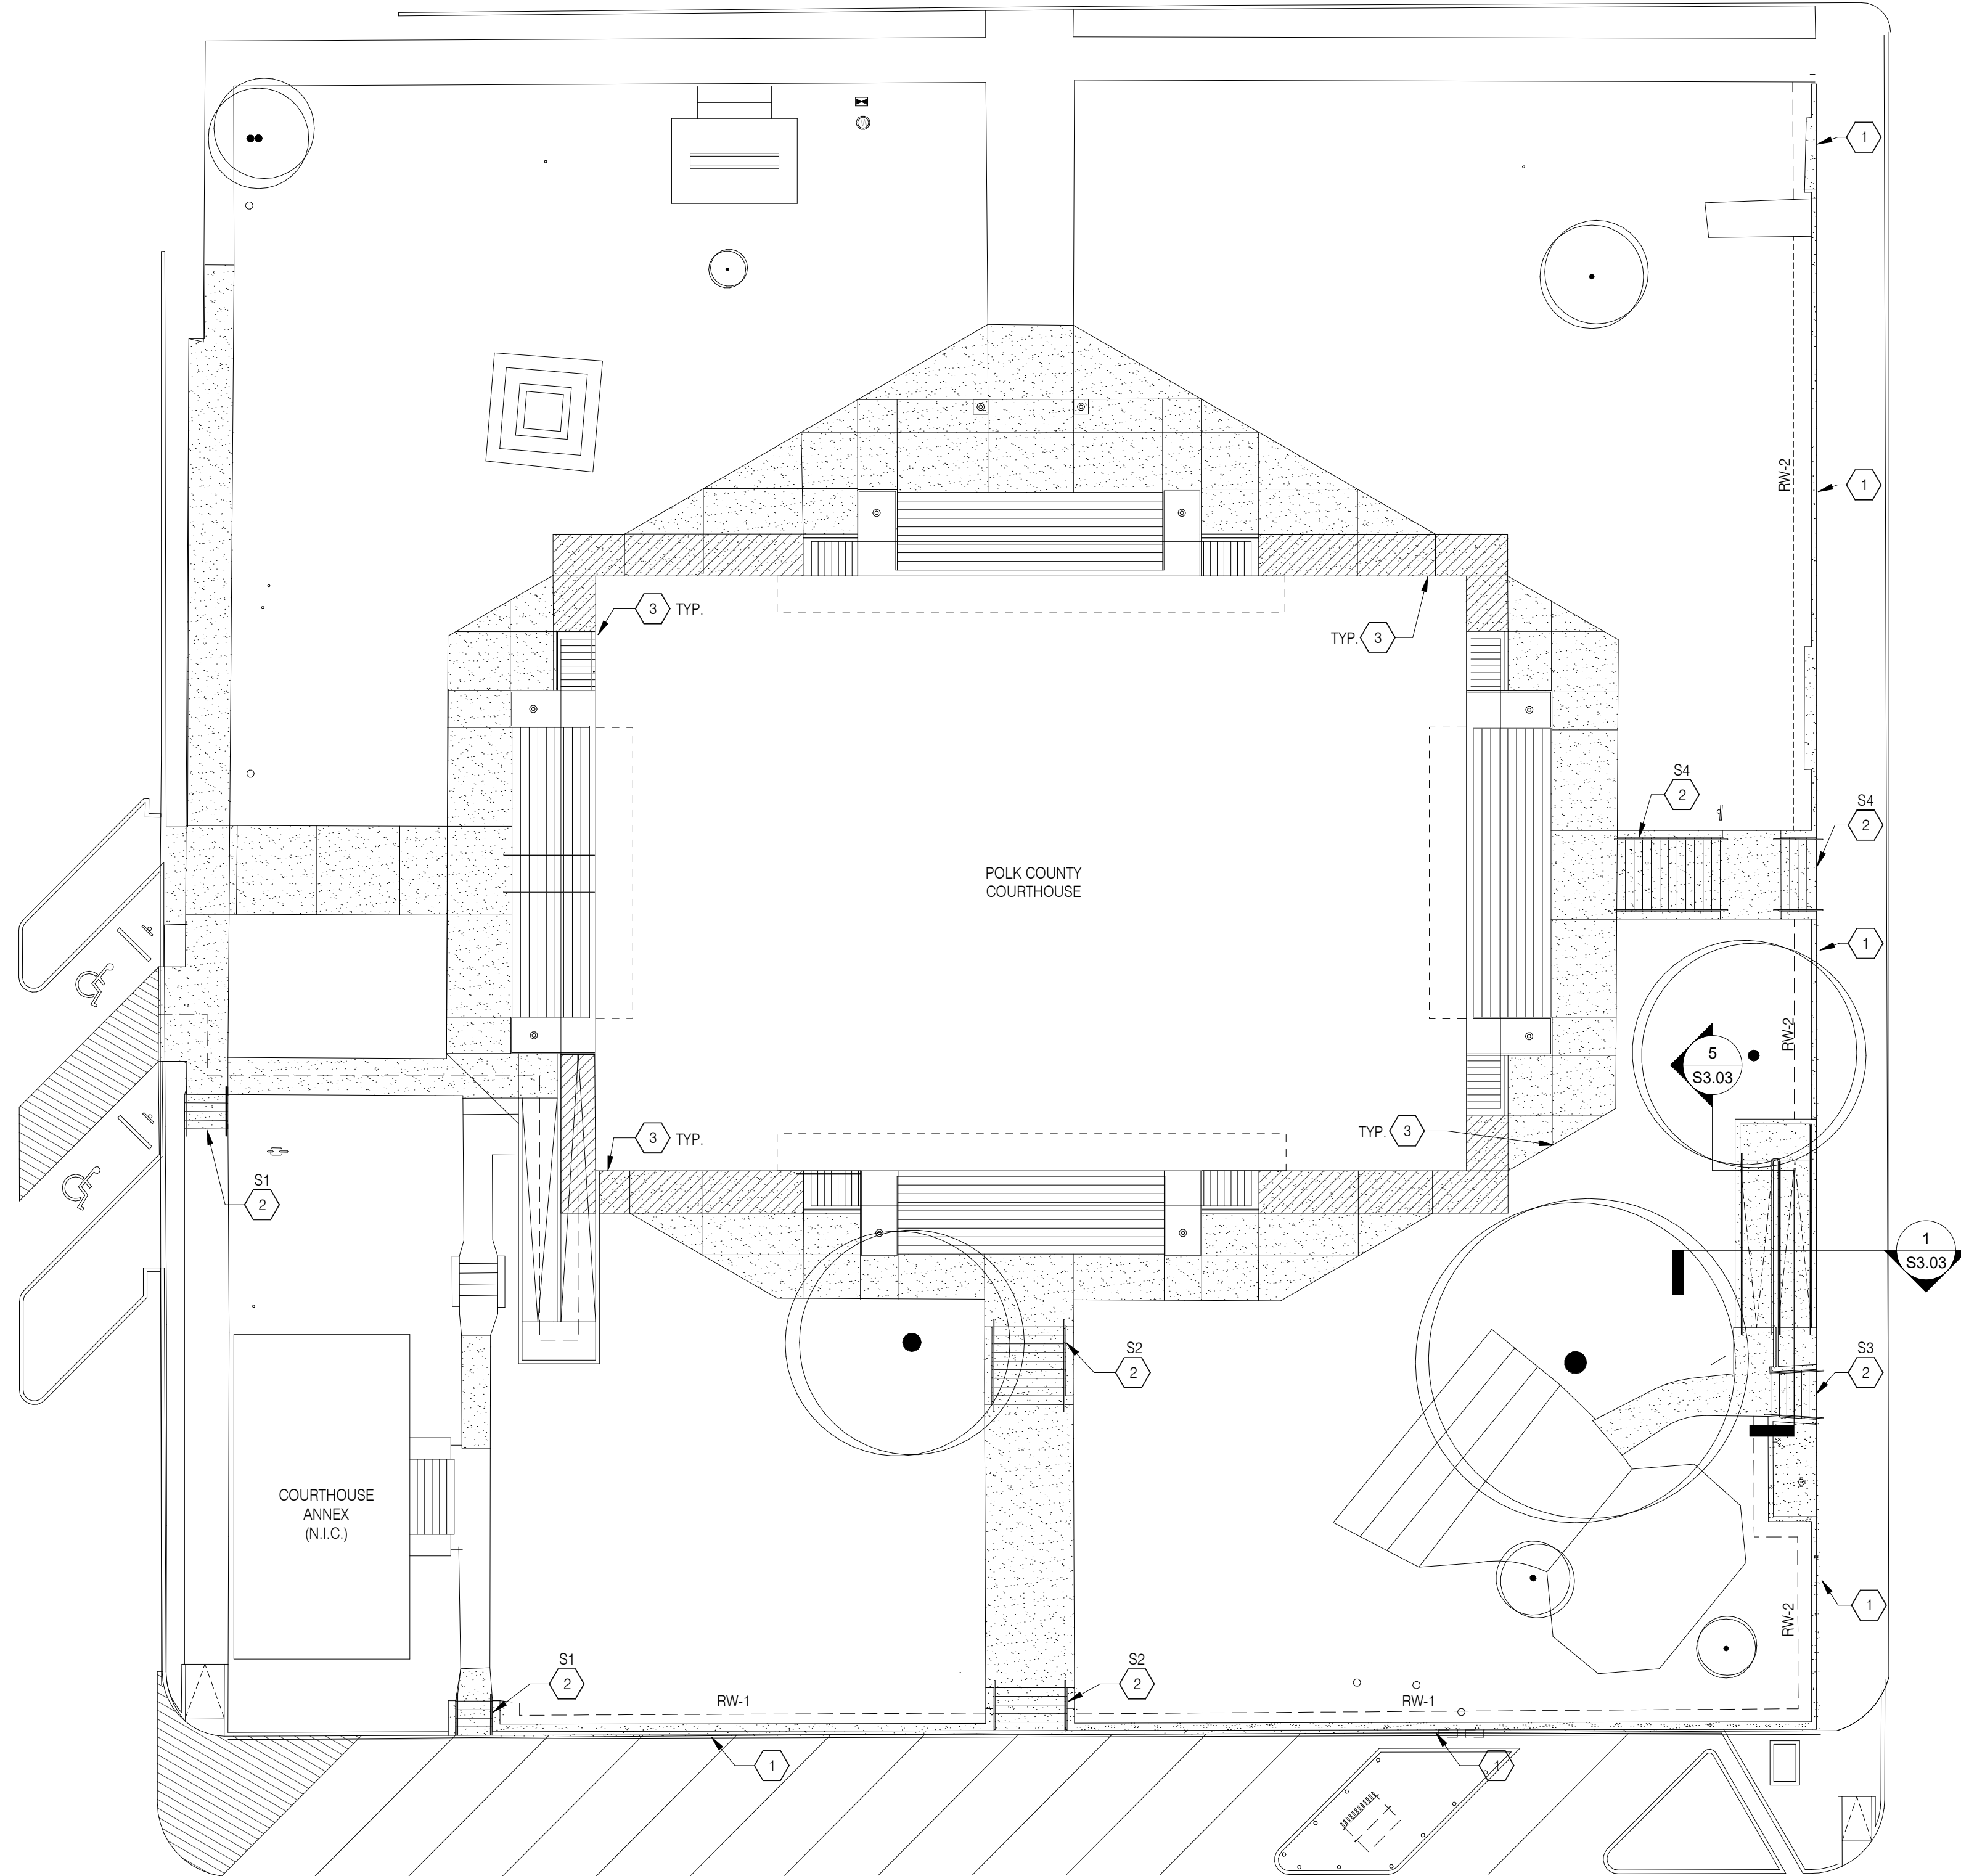 1
RW-2
1
3 TYP.
TYP. 3
S4
2
S4
2
POLK COUNTY
COURTHOUSE
1
RW-2
5
S3.03
3 TYP.
TYP. 3
S1
2
1
S3.03
S2
2
S3
2
COURTHOUSE
ANNEX
(N.I.C.)
RW-2
1
S1
2
S2
2
RW-1
RW-1
1
1